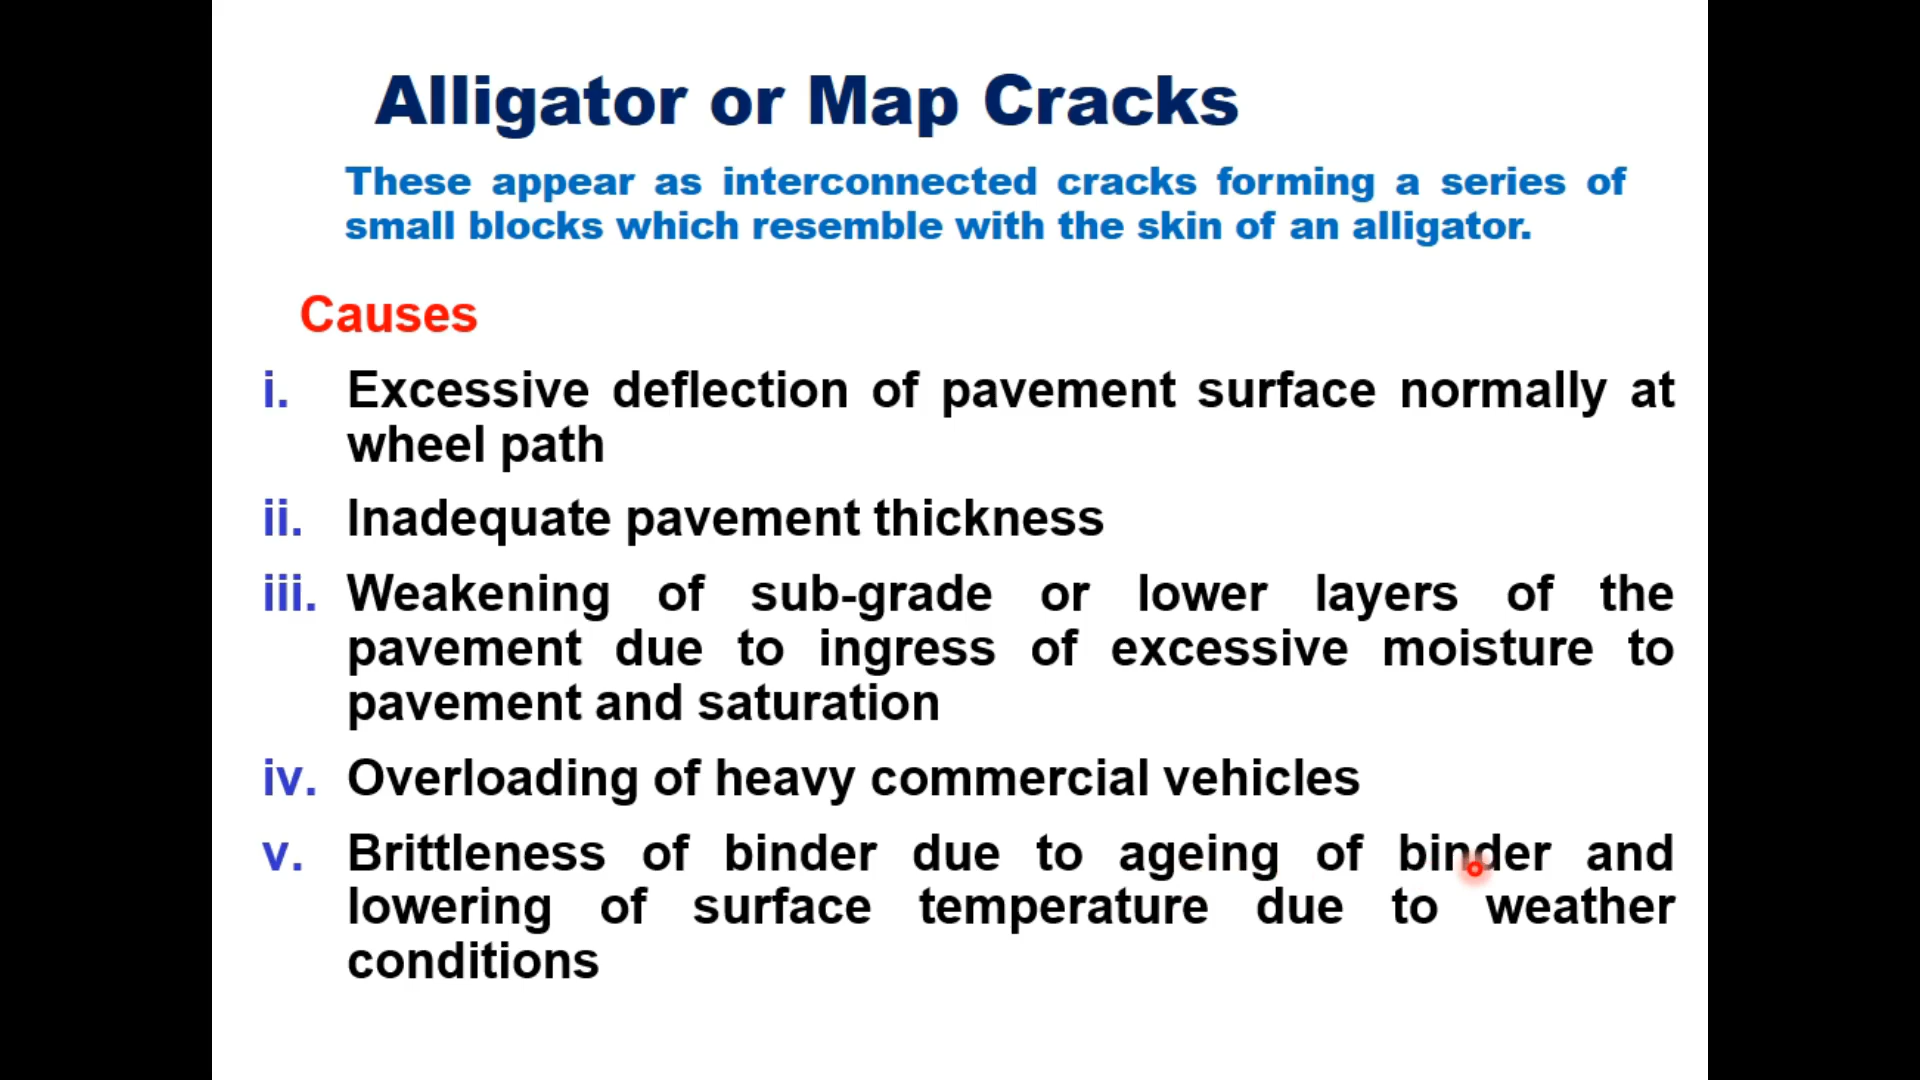 Alligator or Map Cracks
These appear as interconnected cracks forming a series of
small blocks which resemble with the skin of an alligator.
Causes
i. Excessive deflection of pavement surface normally at
wheel path
ii. Inadequate pavement thickness
iii. Weakening of sub-grade or lower layers of the
pavement due to ingress of excessive moisture to
pavement and saturation
iv. Overloading of heavy commercial vehicles
v. Brittleness of binder due to ageing of binder and
lowering of surface temperature due to weather
conditions